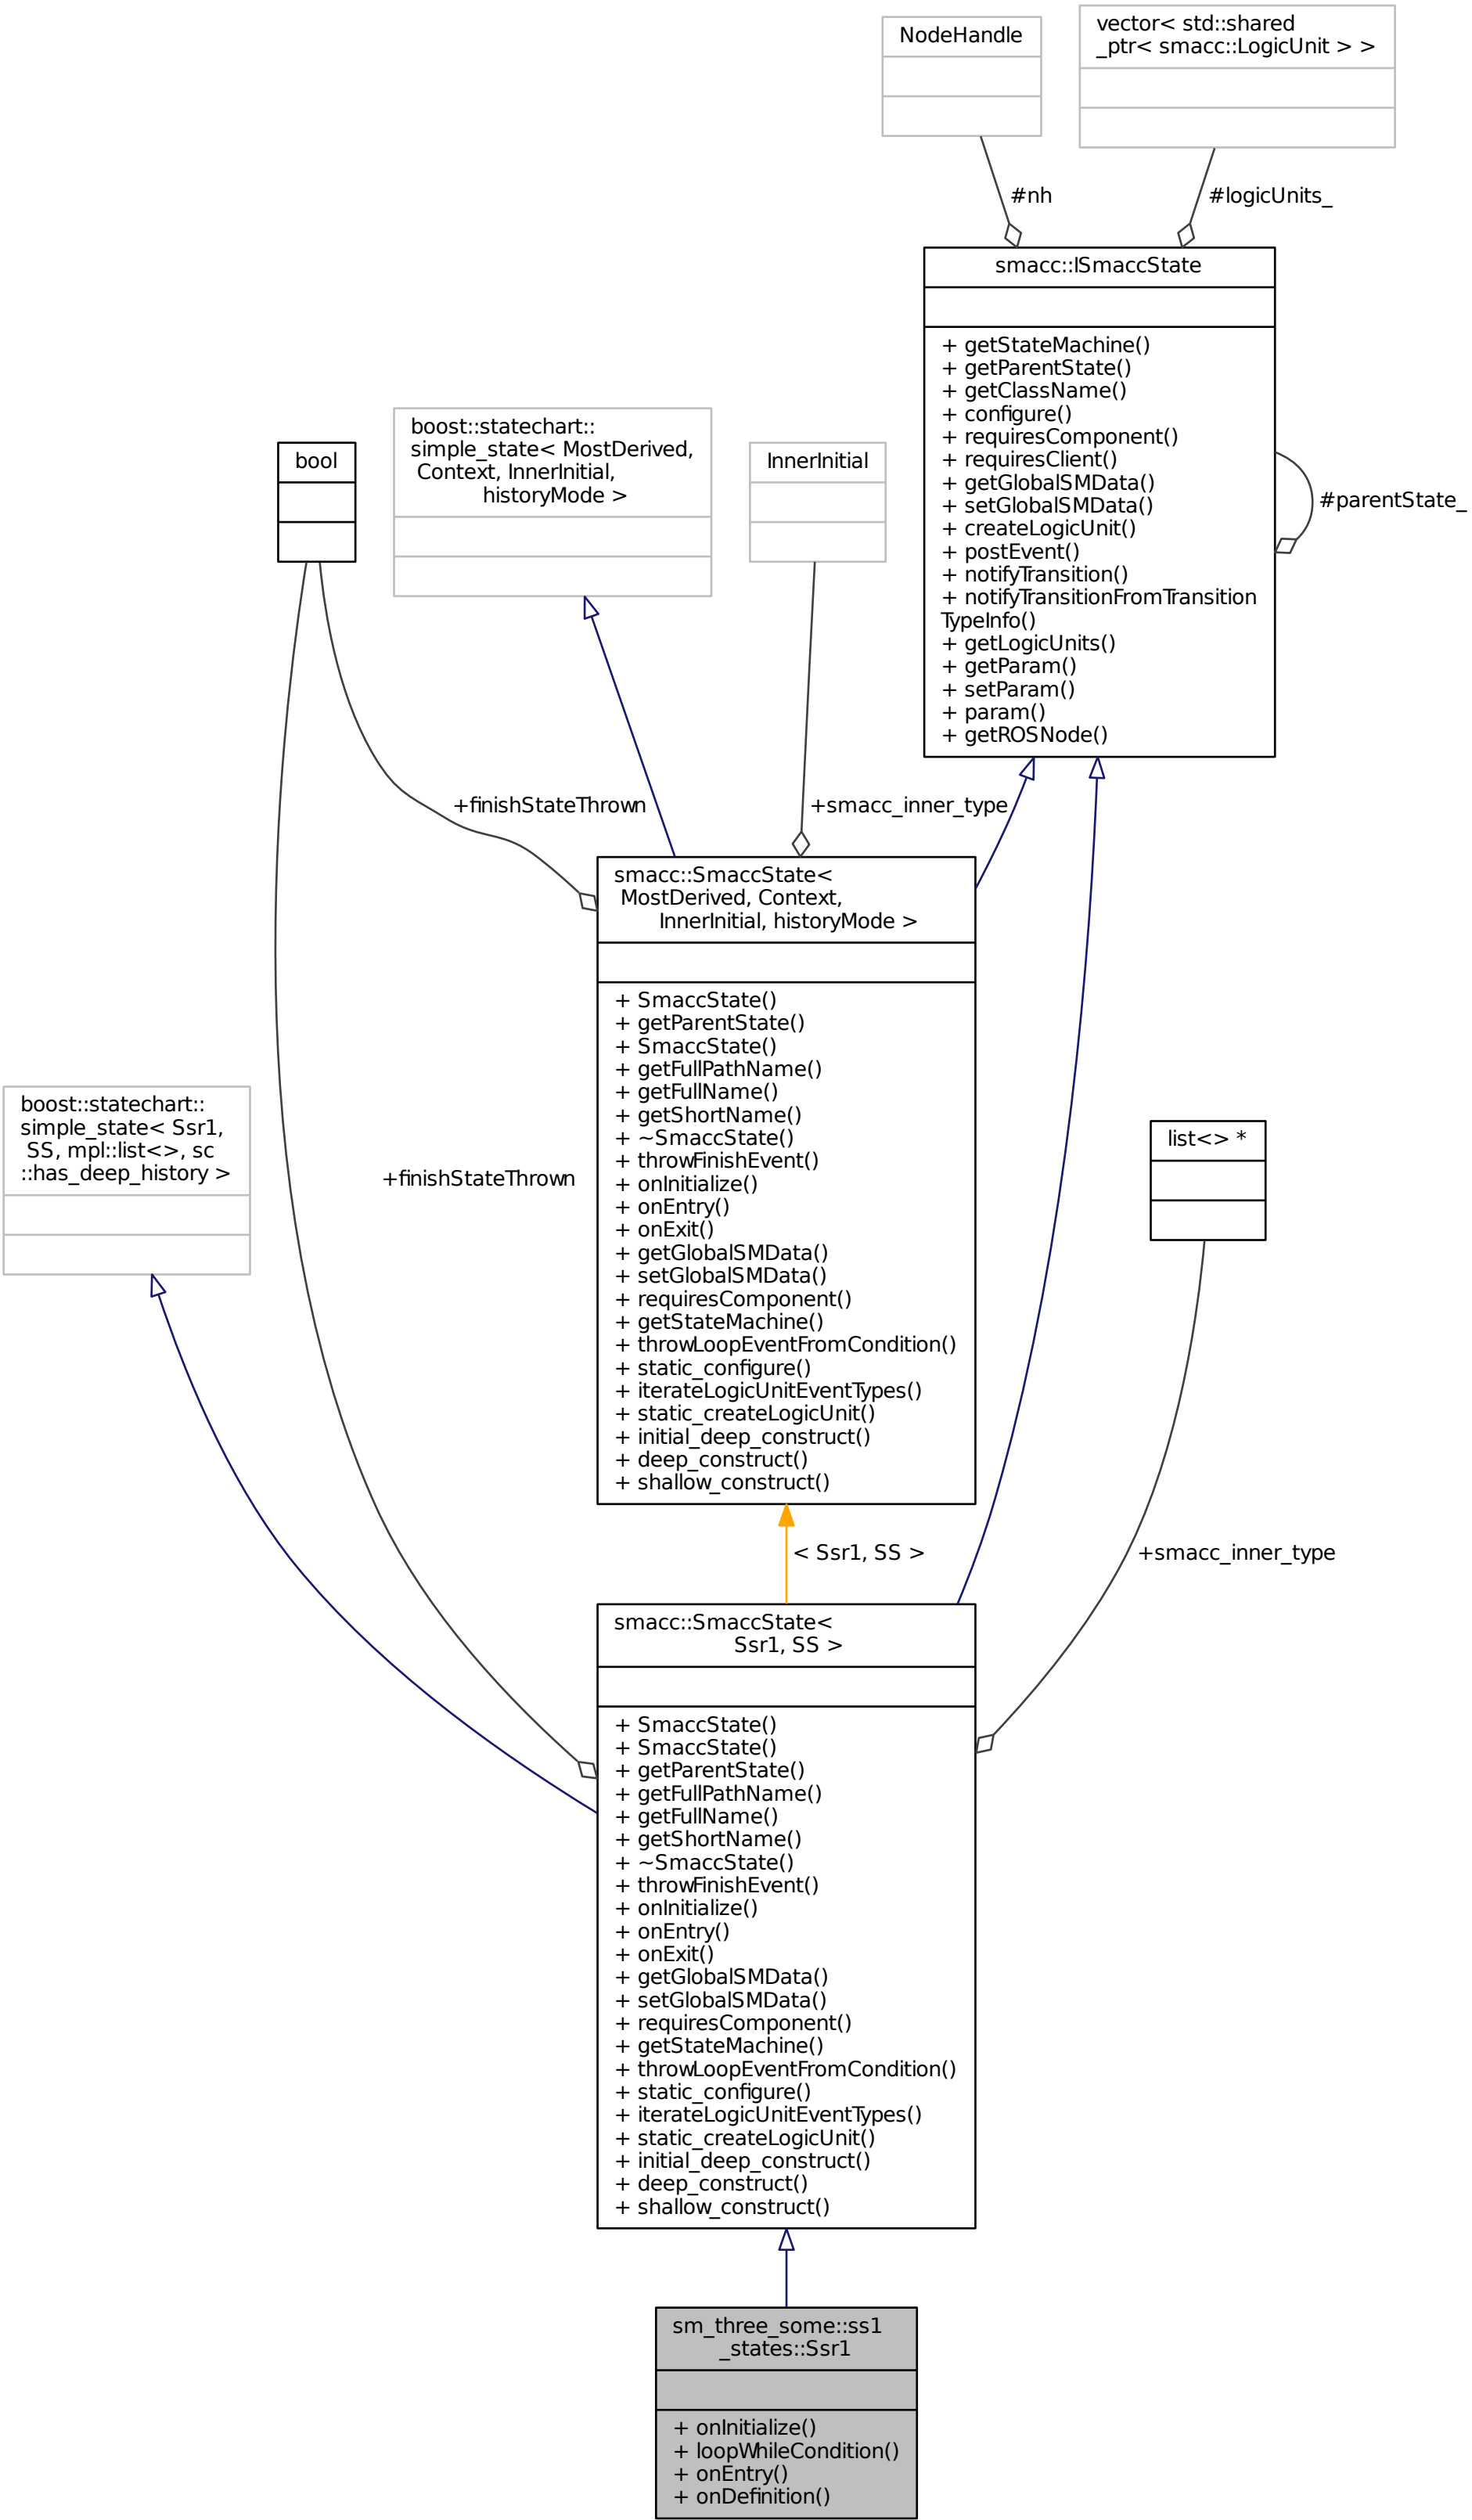 NodeHandle
vector< std::shared
_ptr< smacc::LogicUnit > >
#nh
#logicUnits_
smacc::ISmaccState
+ getStateMachine()
+ getParentState()
+ getClassName()
+ configure()
+ requiresComponent()
+ requiresClient()
+ getGlobalSMData()
+ setGlobalSMData()
+ createLogicUnit()
+ postEvent()
+ notifyTransition()
+ notifyTransitionFromTransition
TypeInfo()
+ getLogicUnits()
+ getParam()
+ setParam()
+ param()
+ getROSNode()
#parentState_
bool
boost::statechart::
simple_state< MostDerived,
Context, InnerInitial,
historyMode >
InnerInitial
+finishStateThrown
+smacc_inner_type
smacc::SmaccState<
MostDerived, Context,
InnerInitial, historyMode >
+ SmaccState()
+ getParentState()
+ SmaccState()
+ getFullPathName()
+ getFullName()
+ getShortName()
+ ~SmaccState()
+ throwFinishEvent()
+ onInitialize()
+ onEntry()
+ onExit()
+ getGlobalSMData()
+ setGlobalSMData()
+ requiresComponent()
+ getStateMachine()
+ throwLoopEventFromCondition()
+ static_configure()
+ iterateLogicUnitEventTypes()
+ static_createLogicUnit()
+ initial_deep_construct()
+ deep_construct()
+ shallow_construct()
boost::statechart::
simple_state< Ssr1,
SS, mpl::list<>, sc
::has_deep_history >
+finishStateThrown
list<> *
< Ssr1, SS >
+smacc_inner_type
smacc::SmaccState<
Ssr1, SS >
+ SmaccState()
+ SmaccState()
+ getParentState()
+ getFullPathName()
+ getFullName()
+ getShortName()
+ ~SmaccState()
+ throwFinishEvent()
+ onInitialize()
+ onEntry()
+ onExit()
+ getGlobalSMData()
+ setGlobalSMData()
+ requiresComponent()
+ getStateMachine()
+ throwLoopEventFromCondition()
+ static_configure()
+ iterateLogicUnitEventTypes()
+ static_createLogicUnit()
+ initial_deep_construct()
+ deep_construct()
+ shallow_construct()
sm_three_some::ss1
_states::Ssr1
+ onInitialize()
+ loopWhileCondition()
+ onEntry()
+ onDefinition()